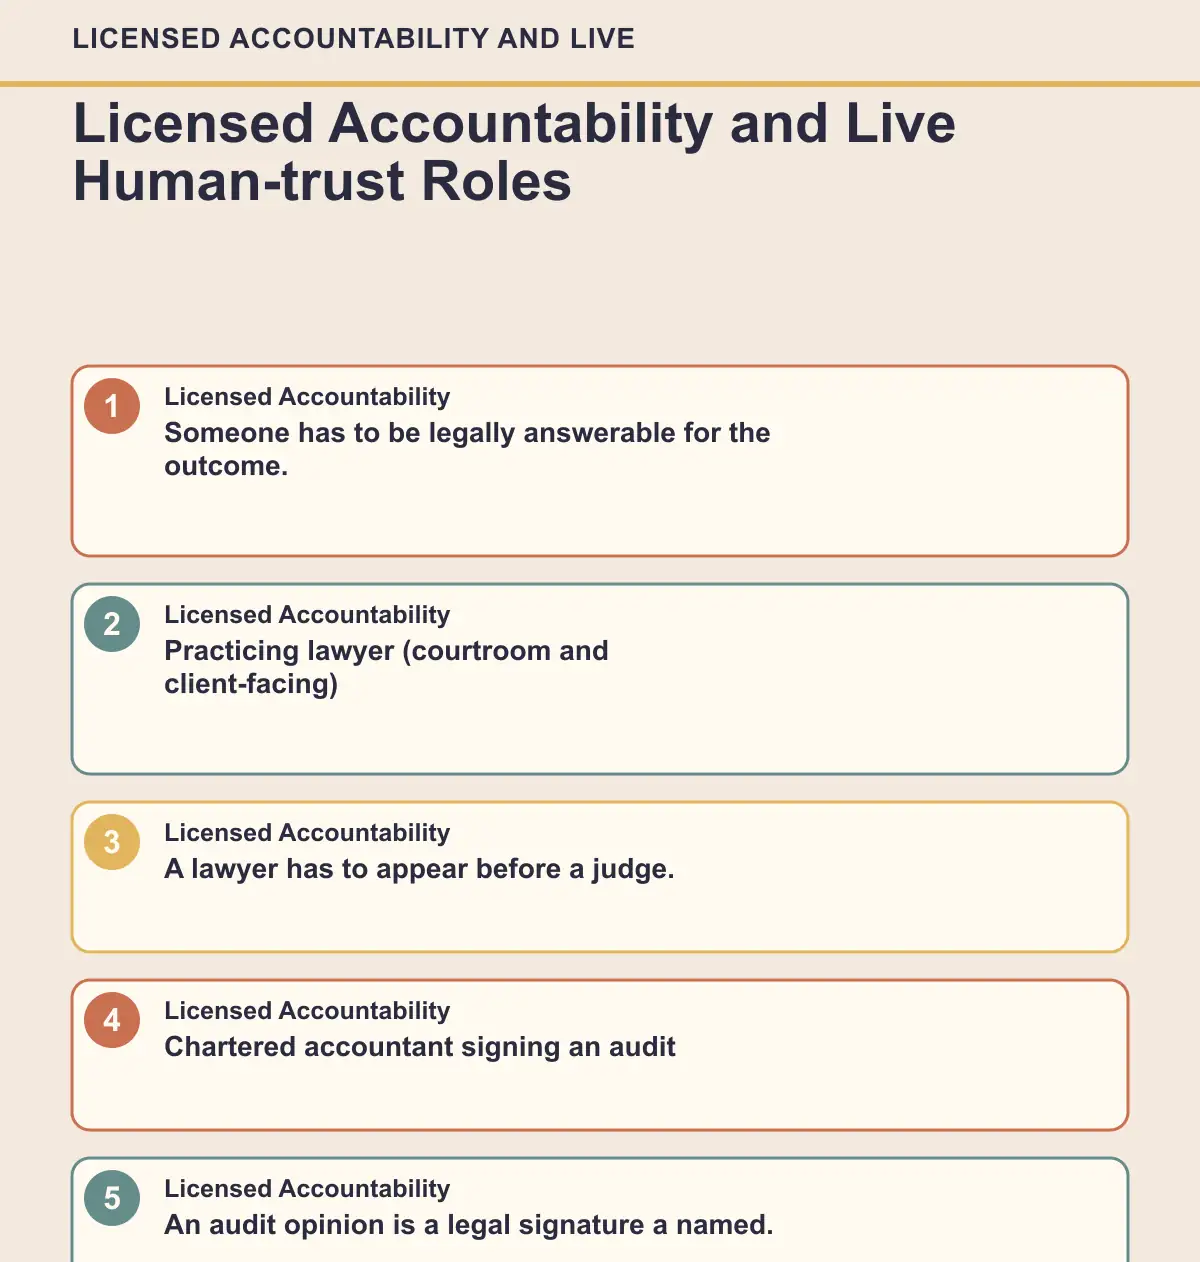 LICENSED ACCOUNTABILITY AND LIVE
Licensed Accountability and Live
Human-trust Roles
1
Licensed Accountability
Someone has to be legally answerable for the
outcome.
2
Licensed Accountability
Practicing lawyer (courtroom and
client-facing)
3
Licensed Accountability
A lawyer has to appear before a judge.
4
Licensed Accountability
Chartered accountant signing an audit
5
Licensed Accountability
An audit opinion is a legal signature a named.